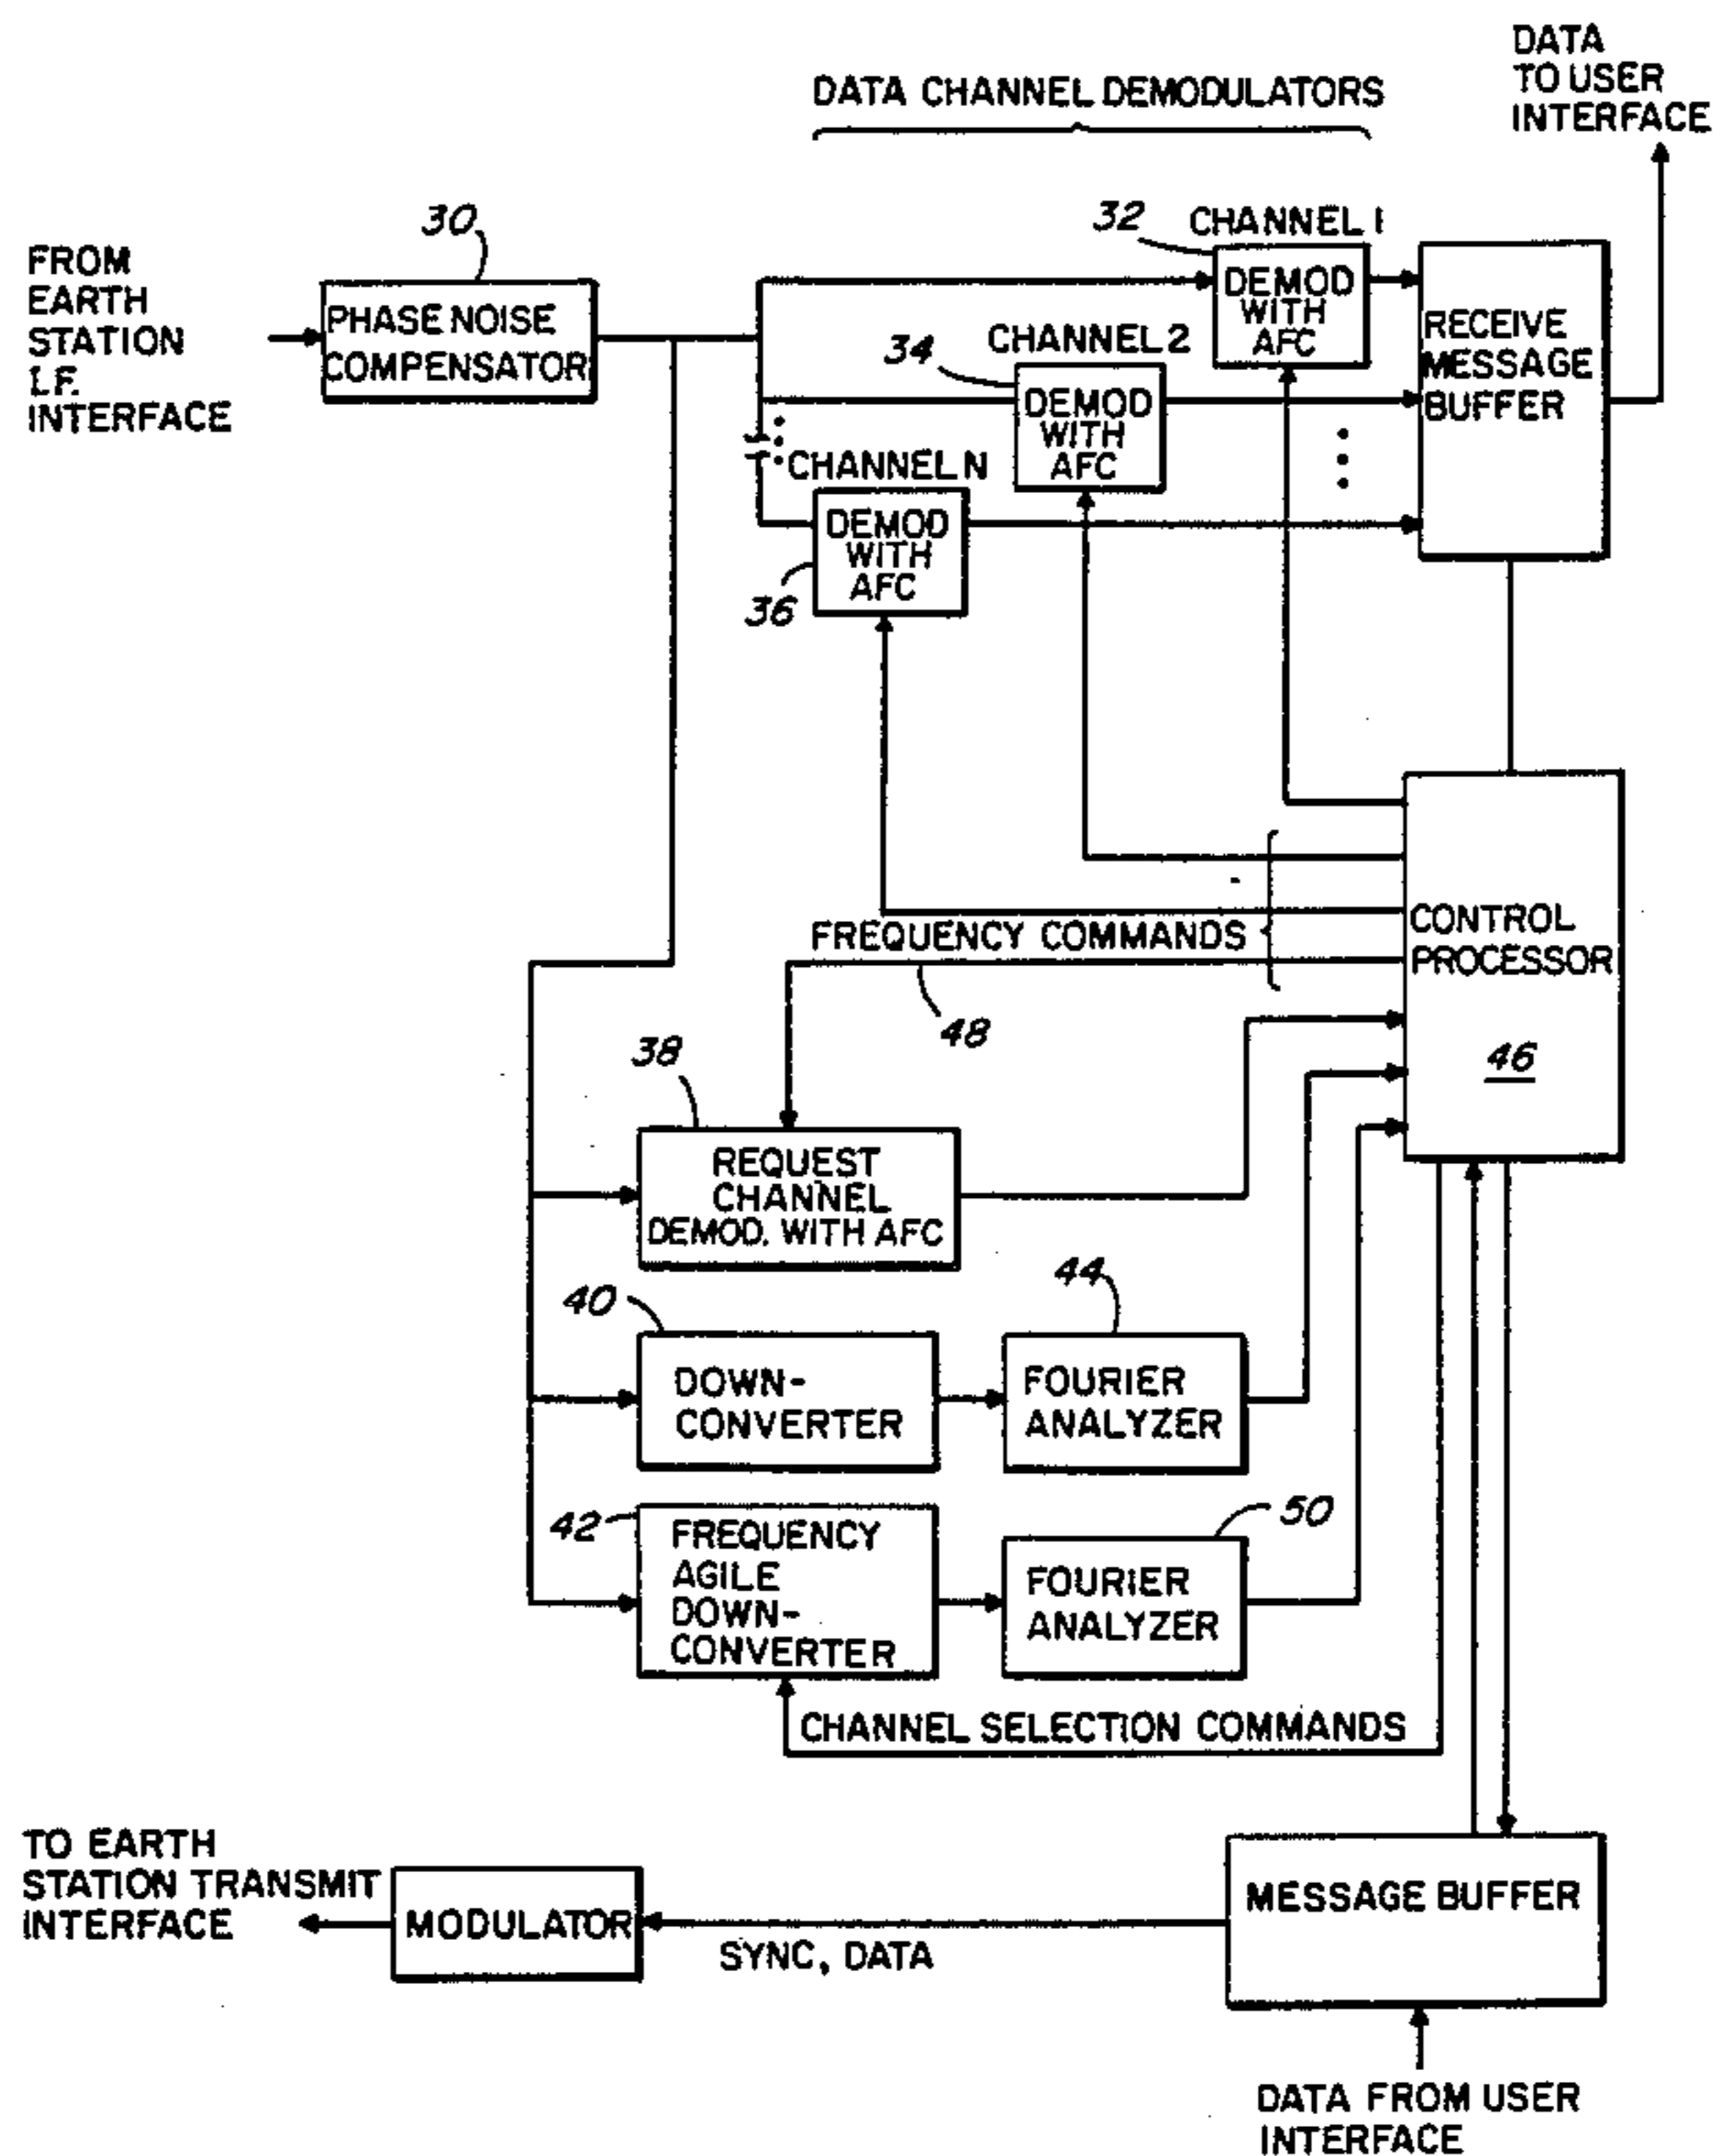 DATA
TO USER
INTERFACE
DATA CHANNEL DEMODULATORS
30
32
CHANNEL 1
FROM
EARTH
STATION
I.F.
INTERFACE
PHASE NOISE
COMPENSATOR
DEMOD
WITH
AFC
RECEIVE
MESSAGE
BUFFER
34
CHANNEL 2
DEMOD
WITH
AFC
CHANNEL N
DEMOD
WITH
AFC
36
FREQUENCY COMMANDS
CONTROL
PROCESSOR
46
48
38
REQUEST
CHANNEL
DEMOD. WITH AFC
40
44
DOWN-
CONVERTER
FOURIER
ANALYZER
42
50
FREQUENCY
AGILE
DOWN-
CONVERTER
FOURIER
ANALYZER
CHANNEL SELECTION COMMANDS
TO EARTH
STATION TRANSMIT
INTERFACE
MODULATOR
SYNC, DATA
MESSAGE BUFFER
DATA FROM USER
INTERFACE